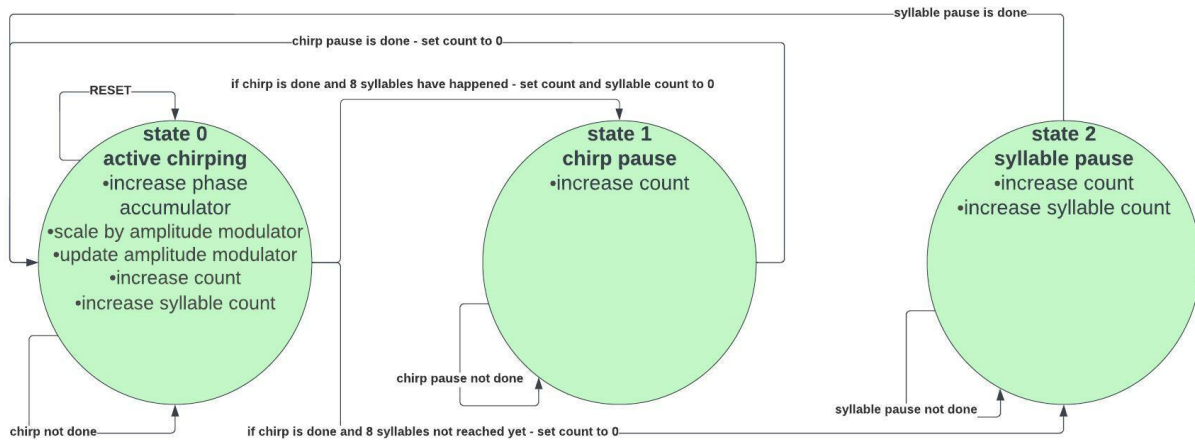 syllable pause is done
chirp pause is done - set count to 0
if chirp is done and 8 syllables have happened - set count and syllable count to 0
RESET
state 0
active chirping
•increase phase
accumulator
•scale by amplitude modulator
•update amplitude modulator
•increase count
•increase syllable count
chirp not done
state 1
chirp pause
•increase count
chirp pause not done
state 2
syllable pause
•increase count
•increase syllable count
syllable pause not done
if chirp is done and 8 syllables not reached yet - set count to 0